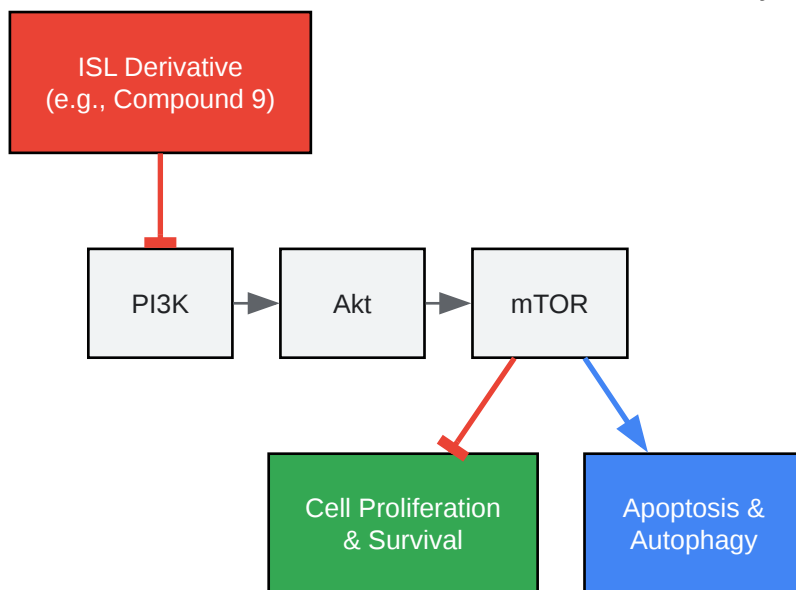 ISL Derivative
(e.g., Compound 9)
PI3K
Akt
mTOR
Cell Proliferation
& Survival
Apoptosis &
Autophagy